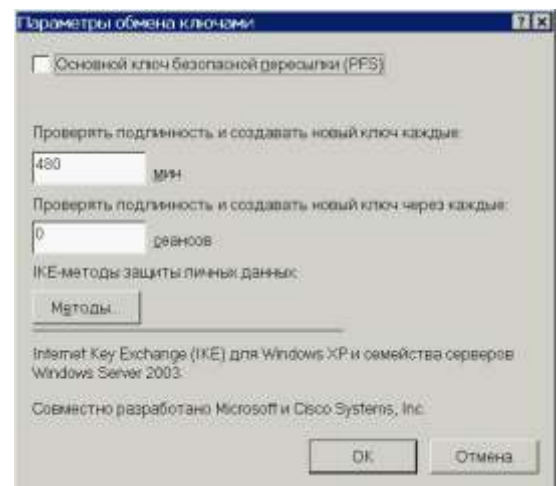 Параметры обмена ключами
Основной ключ безопасной пересылки (PFS)
Проверять подлинность и создавать новый ключ каждые:
480
мин
Проверять подлинность и создавать новый ключ через каждые:
0
сеансов
IKE-методы защиты личных данных:
Методы...
Internet Key Exchange (IKE) для Windows XP и семейства серверов
Windows Server 2003.
Совместно разработано Microsoft и Cisco Systems, Inc.
OK
Отмена